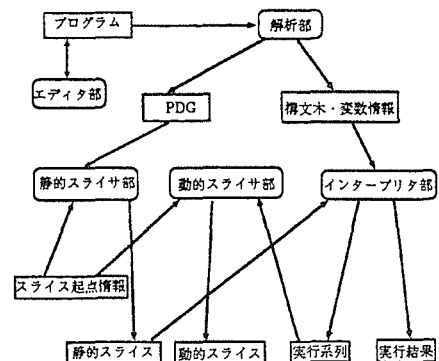 プログラム
解析部
エディタ部
PDG
構文木・変数情報
静的スライサ部
動的スライサ部
インタープリタ部
スライス起点情報
静的スライス
動的スライス
実行系列
実行結果